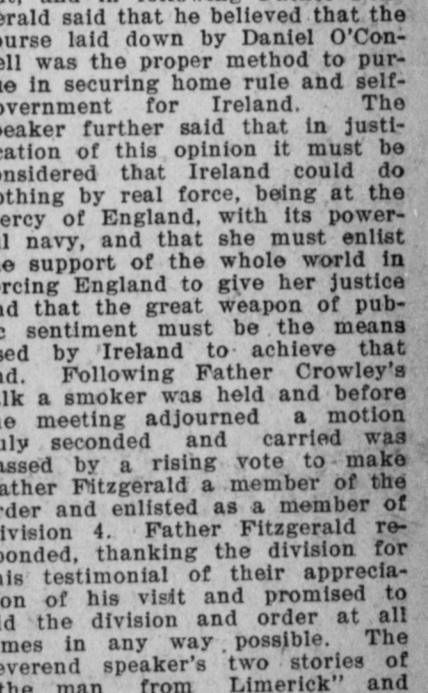 erald said that he believed that the
ourse laid down by Daniel O'Con-
ell was the proper method to pur-
ue in securing home rule and self-
overnment for Ireland. The
peaker further said that in justi-
cation of this opinion it must be
onsidered that Ireland could do
othing by real force, being at the
ercy of England, with its power-
l navy, and that she must enlist
e support of the whole world in
rcing England to give her justice
nd that the great weapon of pub-
c sentiment must be the means
sed by Ireland to achieve that
nd. Following Father Crowley's
alk a smoker was held and before
e meeting adjourned a motion
uly seconded and carried was
assed by a rising vote to make
ather Fitzgerald a member of the
rder and enlisted as a member of
ivision 4. Father Fitzgerald re-
ponded, thanking the division for
is testimonial of their apprecia-
on of his visit and promised to
d the division and order at all
mes in any way possible. The
everend speaker's two stories of
the man from Limerick" and